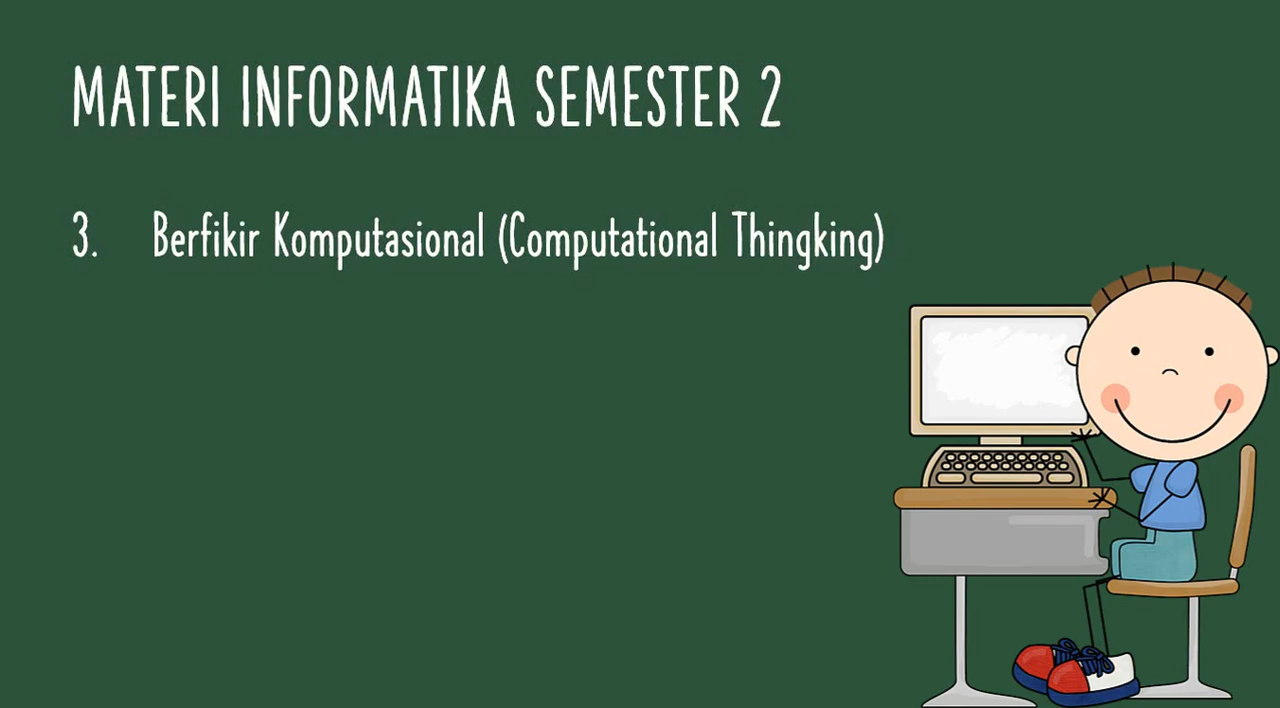 MATERI INFORMATIKA SEMESTER 2
3. Berfikir Komputasional (Computational Thingking)